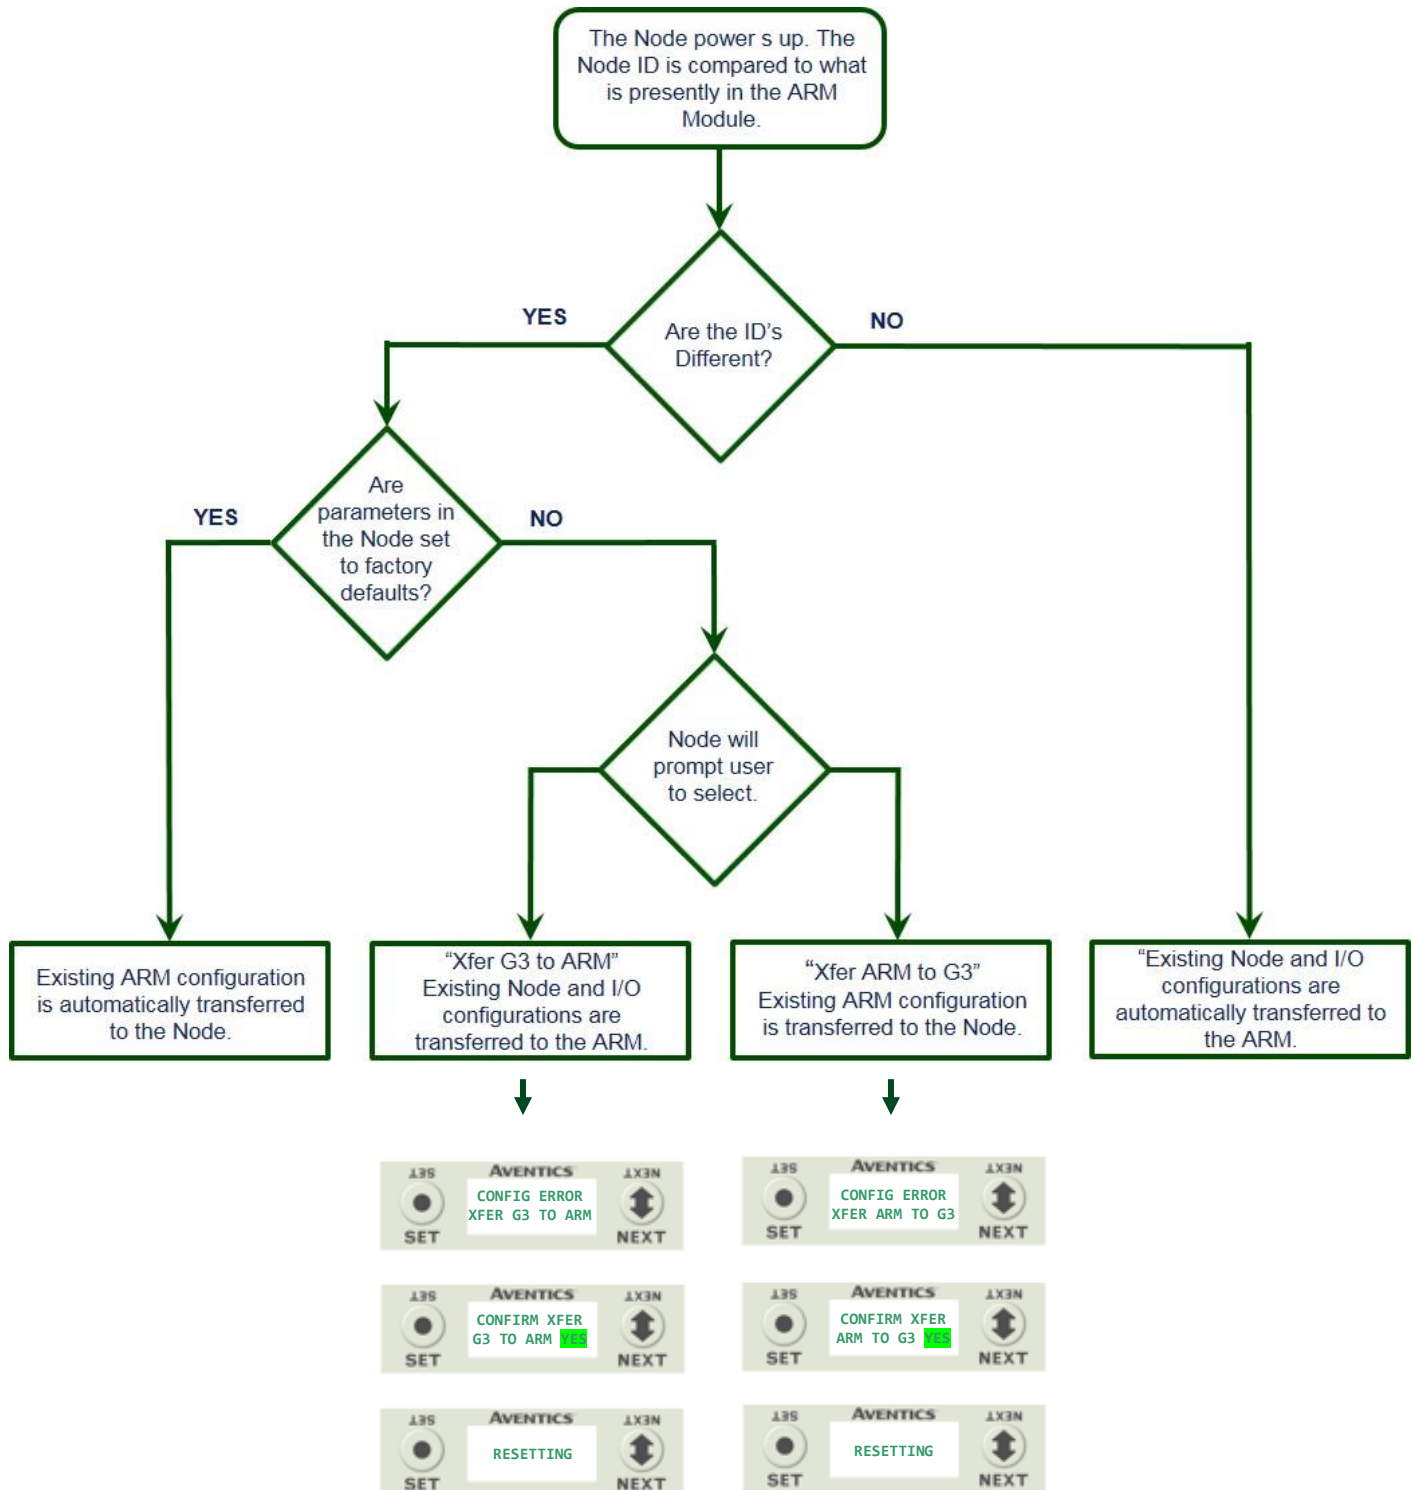 The Node power s up. The
Node ID is compared to what
is presently in the ARM
Module.
YES
NO
Are the ID's
Different?
YES
NO
Are
parameters in
the Node set
to factory
defaults?
Node will
prompt user
to select.
Existing ARM configuration
is automatically transferred
to the Node.
“Xfer G3 to ARM”
Existing Node and I/O
configurations are
transferred to the ARM.
“Xfer ARM to G3”
Existing ARM configuration
is transferred to the Node.
“Existing Node and I/O
configurations are
automatically transferred to
the ARM.
SET AVENTICS NEXT
CONFIG ERROR
XFER G3 TO ARM
SET NEXT
SET AVENTICS NEXT
CONFIG ERROR
XFER ARM TO G3
SET NEXT
SET AVENTICS NEXT
CONFIRM XFER
G3 TO ARM YES
SET NEXT
SET AVENTICS NEXT
CONFIRM XFER
ARM TO G3 YES
SET NEXT
SET AVENTICS NEXT
RESETTING
SET NEXT
SET AVENTICS NEXT
RESETTING
SET NEXT